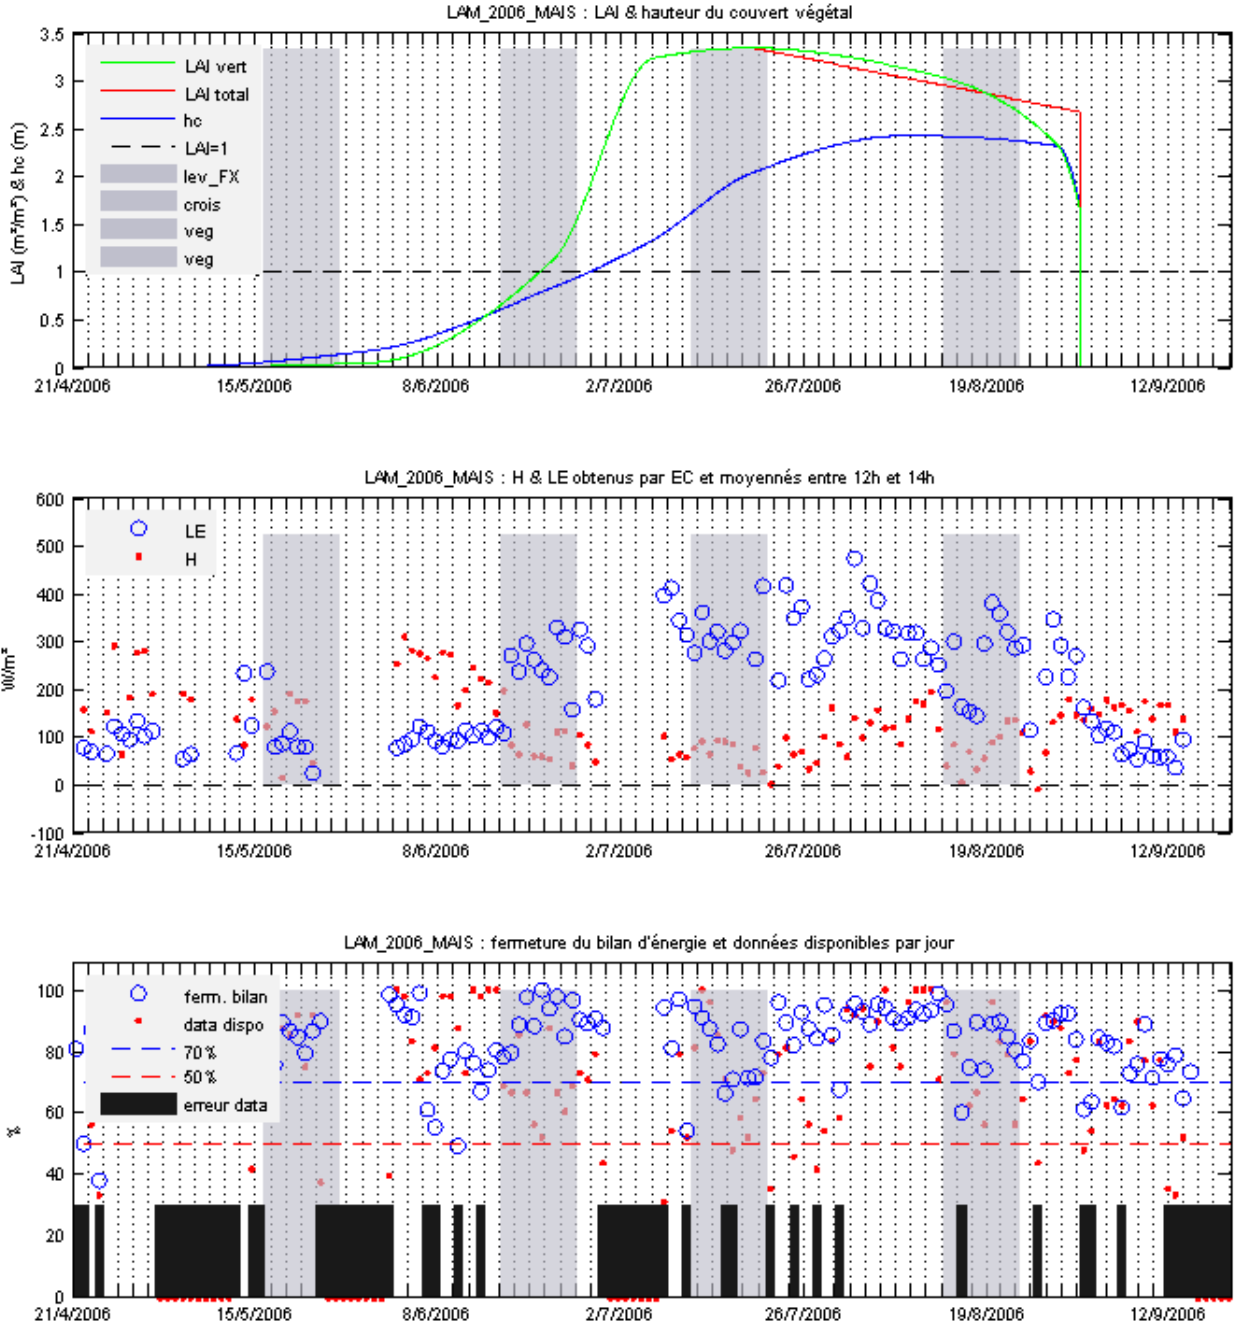 LAM_2006_MAIS : LAI & hauteur du couvert végétal
LAI (m²/m²) & hc (m)
3.5
3
2.5
2
1.5
1
0.5
0
LAI vert
LAI total
hc
LAI=1
lev_FX
crois
veg
veg
21/4/2006 15/5/2006 8/6/2006 2/7/2006 26/7/2006 19/8/2006 12/9/2006
LAM_2006_MAIS : H & LE obtenus par EC et moyennés entre 12h et 14h
W/m²
600
500
400
300
200
100
0
-100
LE
H
21/4/2006 15/5/2006 8/6/2006 2/7/2006 26/7/2006 19/8/2006 12/9/2006
LAM_2006_MAIS : fermeture du bilan d'énergie et données disponibles par jour
%
100
80
60
40
20
0
ferm. bilan
data dispo
70%
50%
erreur data
21/4/2006 15/5/2006 8/6/2006 2/7/2006 26/7/2006 19/8/2006 12/9/2006